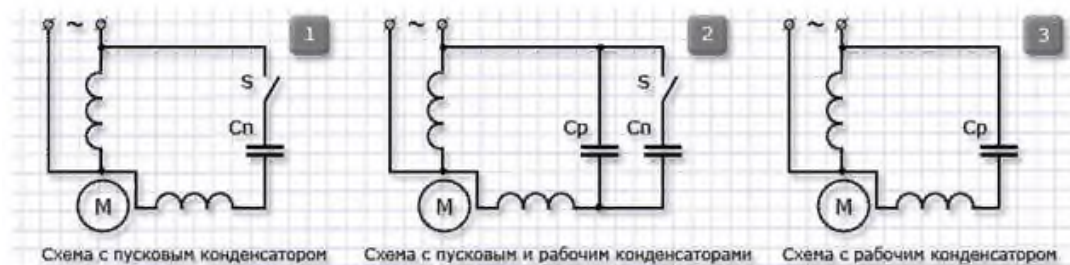 ~
1
S
Сп
M
Схема с пусковым конденсатором
~
2
S
Ср
Сп
M
Схема с пусковым и рабочим конденсаторами
~
3
Ср
M
Схема с рабочим конденсатором